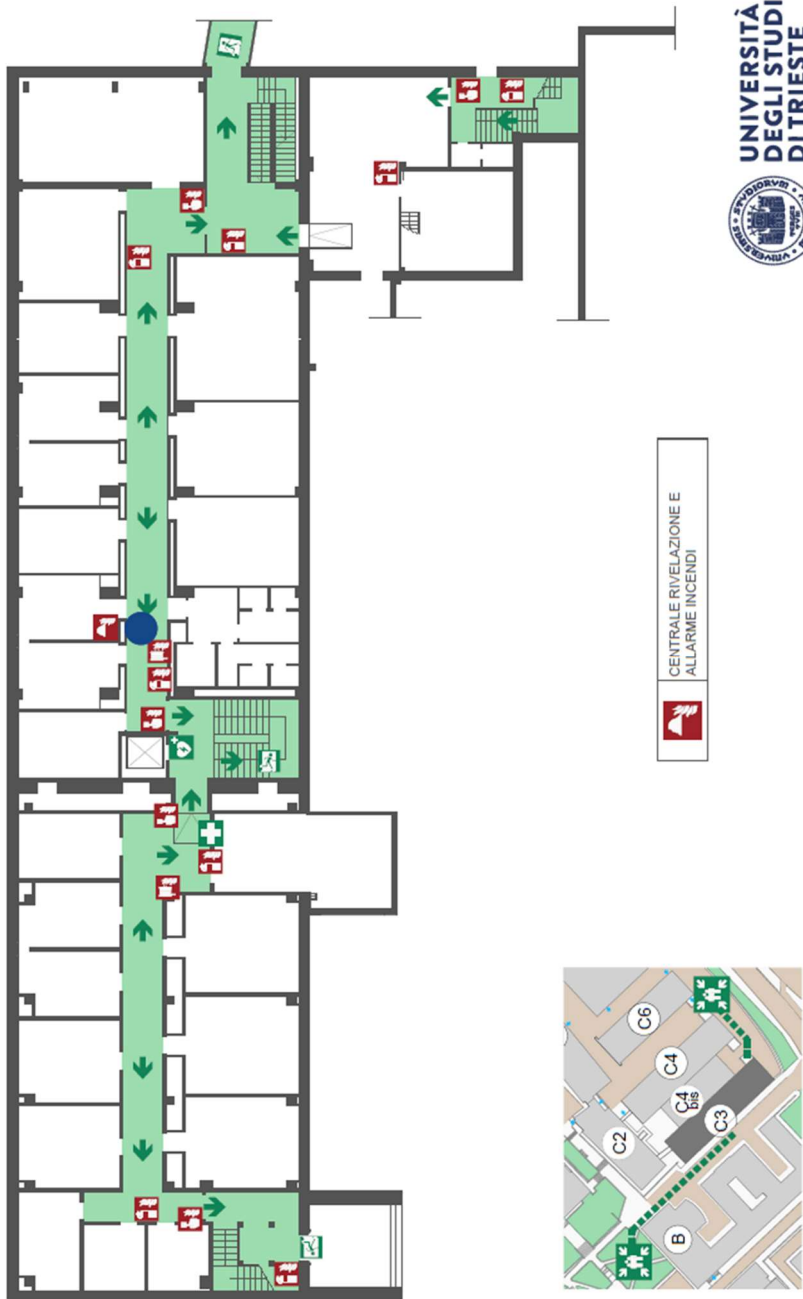 UNIVERSITÀ
DEGLI STUDI
DI TRIESTE
CENTRALE RIVELAZIONE E
ALLARME INCENDI
C6
C4
C4
bis
C2
C3
B